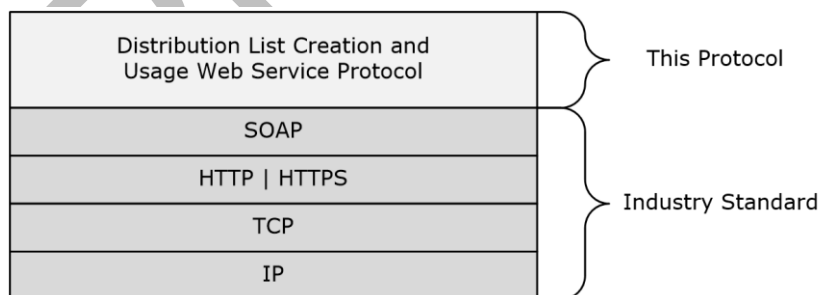 Distribution List Creation and
Usage Web Service Protocol
This Protocol
SOAP
HTTP | HTTPS
TCP
Industry Standard
IP